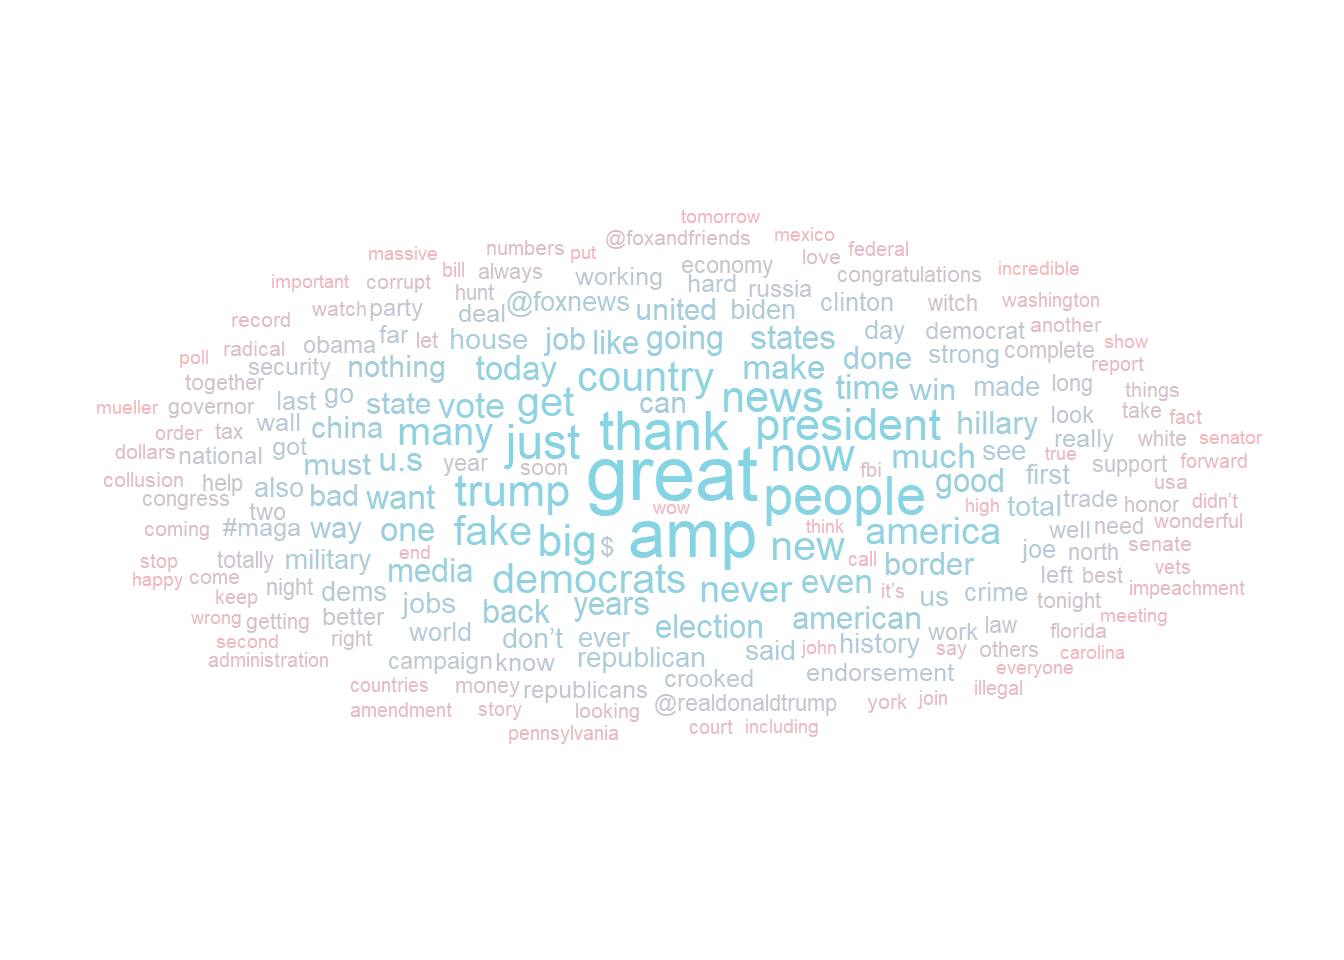 tomorrow
@foxandfriends mexico
massive numbers put love federal
important corrupt bill always working economy congratulations incredible
hunt hard russia
record watch party deal @foxnews united biden clinton witch washington
poll radical obama far let house job like going states day democrat another show
together security nothing today country make done strong complete report
mueller governor last go state vote get can news time win made long things
order tax wall china many just thank president hillary look take fact
dollars national got must u.s year soon great now much see really white senator
collusion help also bad want trump wow people fbi good first true support forward
congress two amp high total trade honor usa didn’t
coming #maga way one fake big $ new think america well need wonderful
stop totally military end media democrats never even call border joe north senate
happy come night dems jobs back years it’s us crime left best vets impeachment
wrong keep getting better world don’t ever election american work law tonight florida meeting
second right campaign know republican said john history say others carolina
administration republicans crooked endorsement everyone
countries money @realdonaldtrump york join illegal
amendment story looking court including
pennsylvania